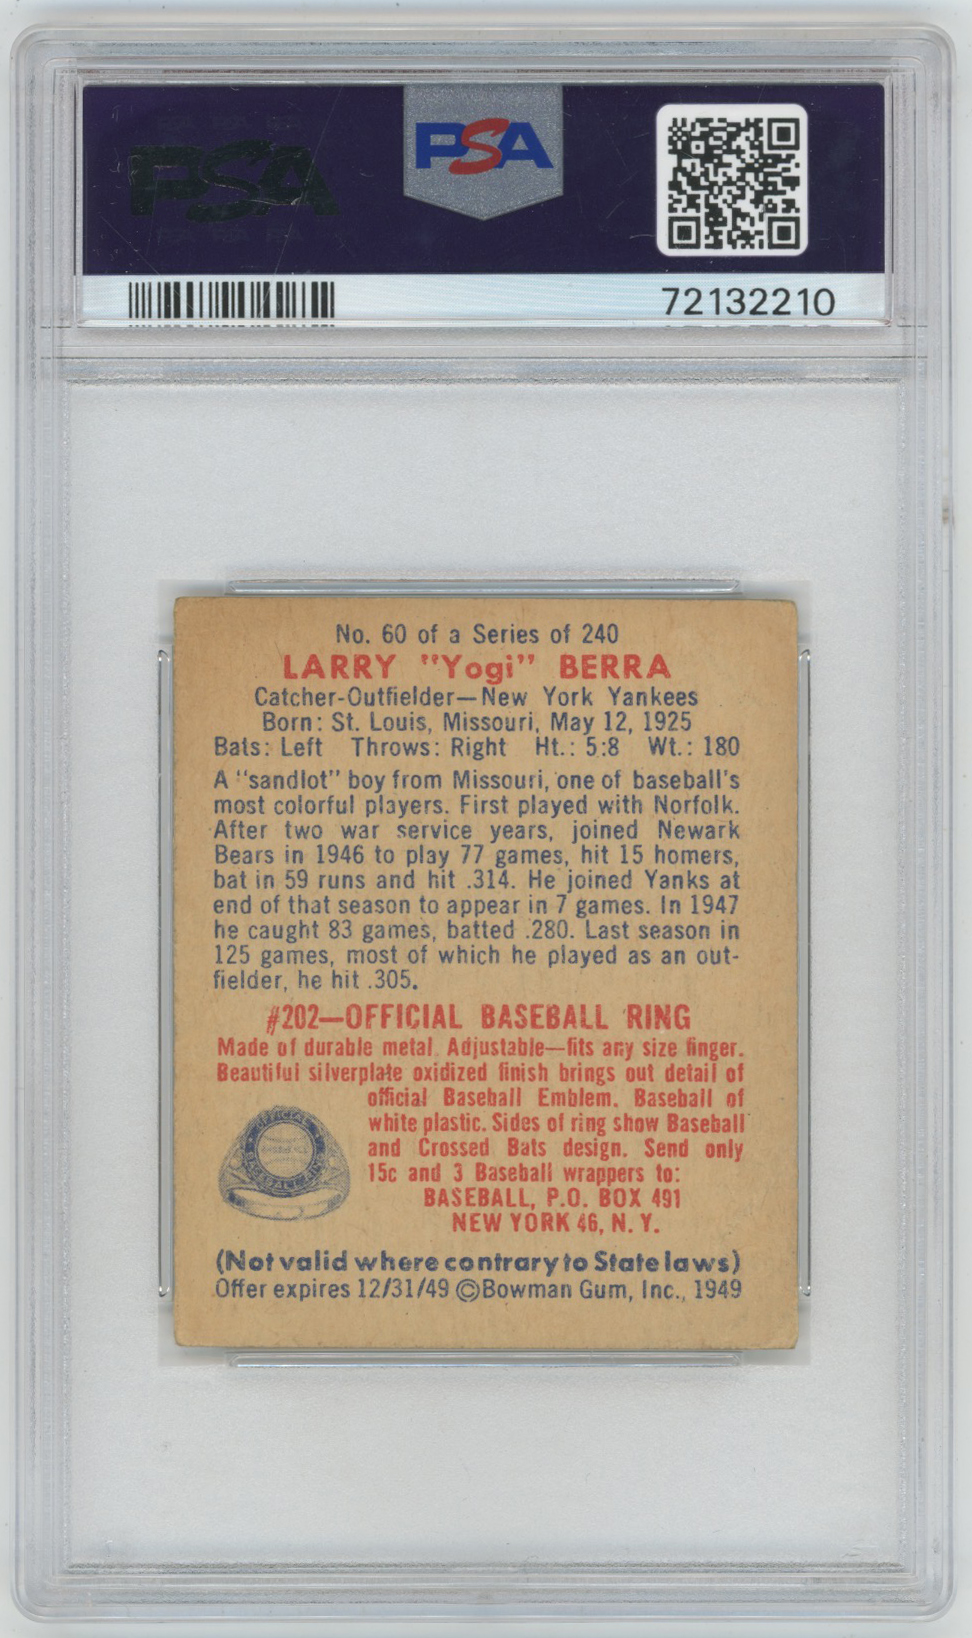 PSA
PSA
72132210
No. 60 of a Series of 240
LARRY "Yogi" BERRA
Catcher-Outfielder—New York Yankees
Born: St. Louis, Missouri, May 12, 1925
Bats: Left Throws: Right Ht.: 5:8 Wt.: 180
A "sandlot" boy from Missouri, one of baseball's
most colorful players. First played with Norfolk.
After two war service years, joined Newark
Bears in 1946 to play 77 games, hit 15 homers,
bat in 59 runs and hit .314. He joined Yanks at
end of that season to appear in 7 games. In 1947
he caught 83 games, batted .280. Last season in
125 games, most of which he played as an out-
fielder, he hit .305.
#202—OFFICIAL BASEBALL RING
Made of durable metal. Adjustable—fits any size finger.
Beautiful silverplate oxidized finish brings out detail of
official Baseball Emblem. Baseball of
white plastic. Sides of ring show Baseball
and Crossed Bats design. Send only
15c and 3 Baseball wrappers to:
BASEBALL, P.O. BOX 491
NEW YORK 46, N. Y.
OFFICIAL
BASEBALL RING
(Not valid where contrary to State laws)
Offer expires 12/31/49 ©Bowman Gum, Inc., 1949